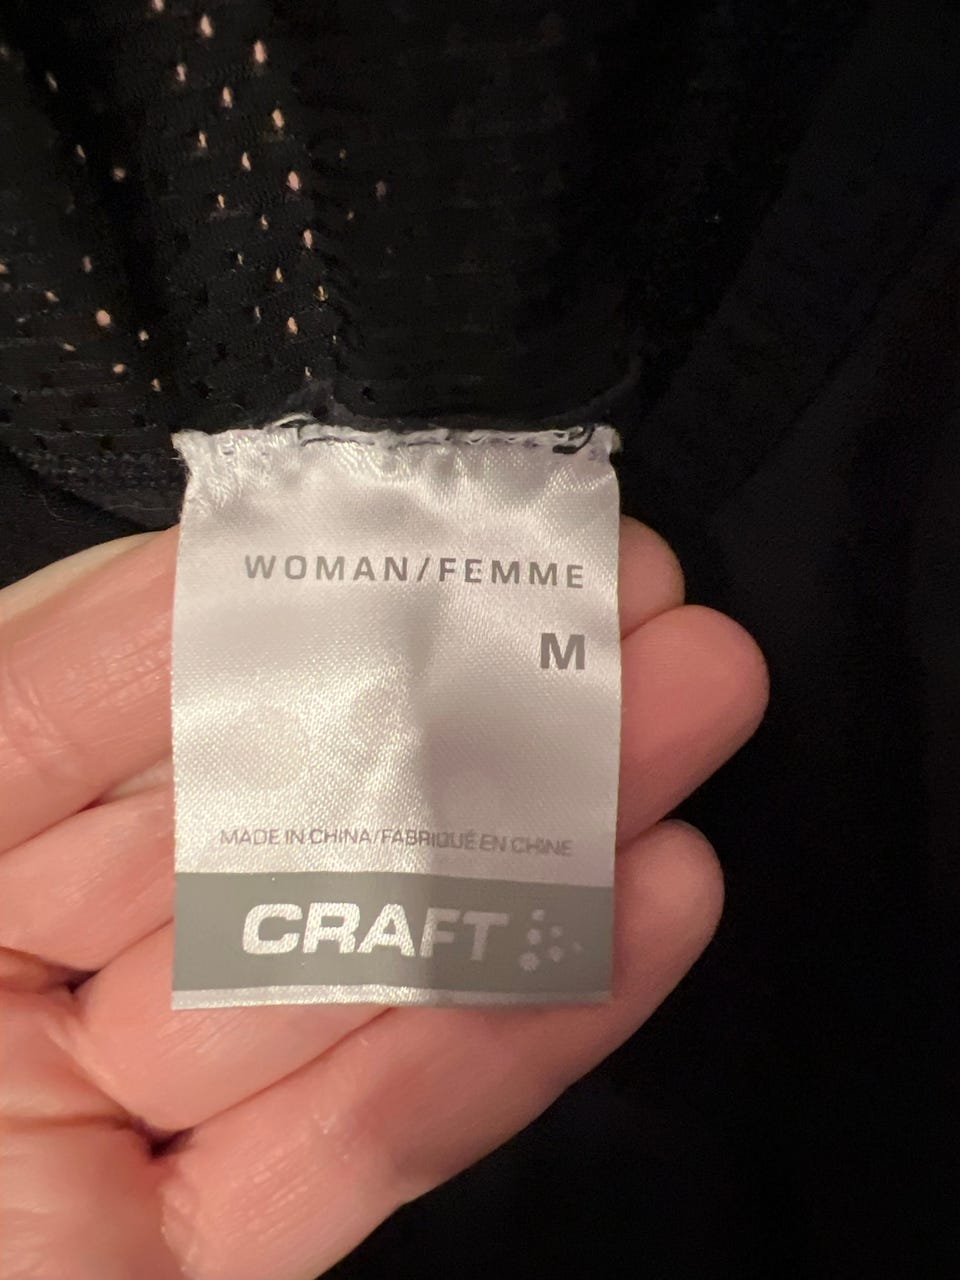 WOMAN/FEMME
M
MADE IN CHINA/FABRIQUÉ EN CHINE
CRAFT